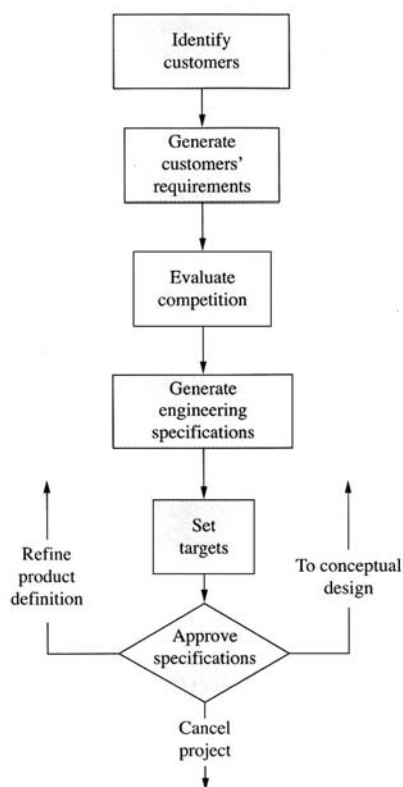 Identify
customers
Generate
customers'
requirements
Evaluate
competition
Generate
engineering
specifications
Set
targets
Refine
product
definition
To conceptual
design
Approve
specifications
Cancel
project